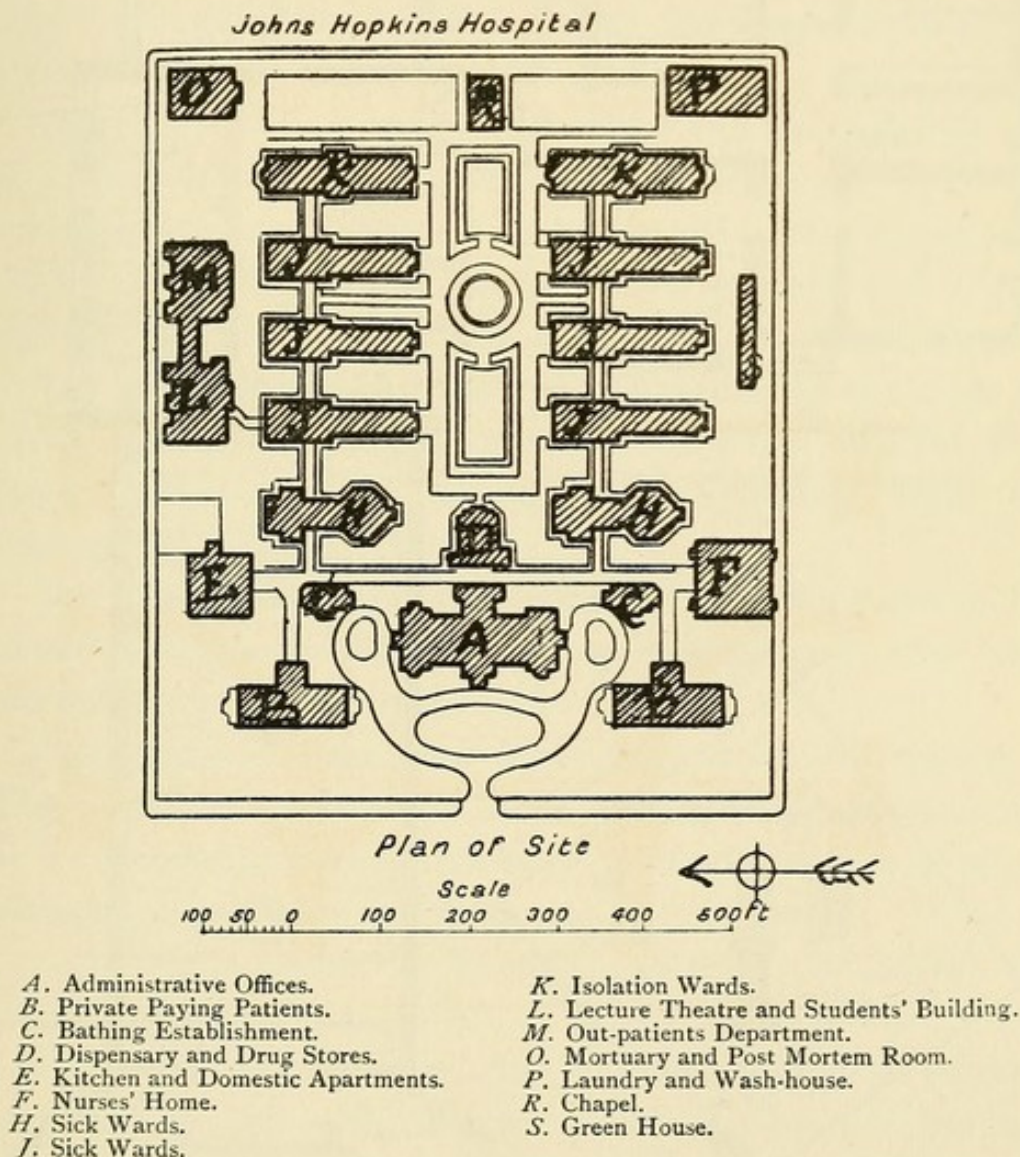 Johns Hopkins Hospital
O R P
K K
J J
M
J J
S
L J J
H H
D
E F
C C
A
B B
Plan of Site
Scale
100 50 0 100 200 300 400 500 ft
A. Administrative Offices.
B. Private Paying Patients.
C. Bathing Establishment.
D. Dispensary and Drug Stores.
E. Kitchen and Domestic Apartments.
F. Nurses' Home.
H. Sick Wards.
J. Sick Wards.
K. Isolation Wards.
L. Lecture Theatre and Students' Building.
M. Out-patients Department.
O. Mortuary and Post Mortem Room.
P. Laundry and Wash-house.
R. Chapel.
S. Green House.